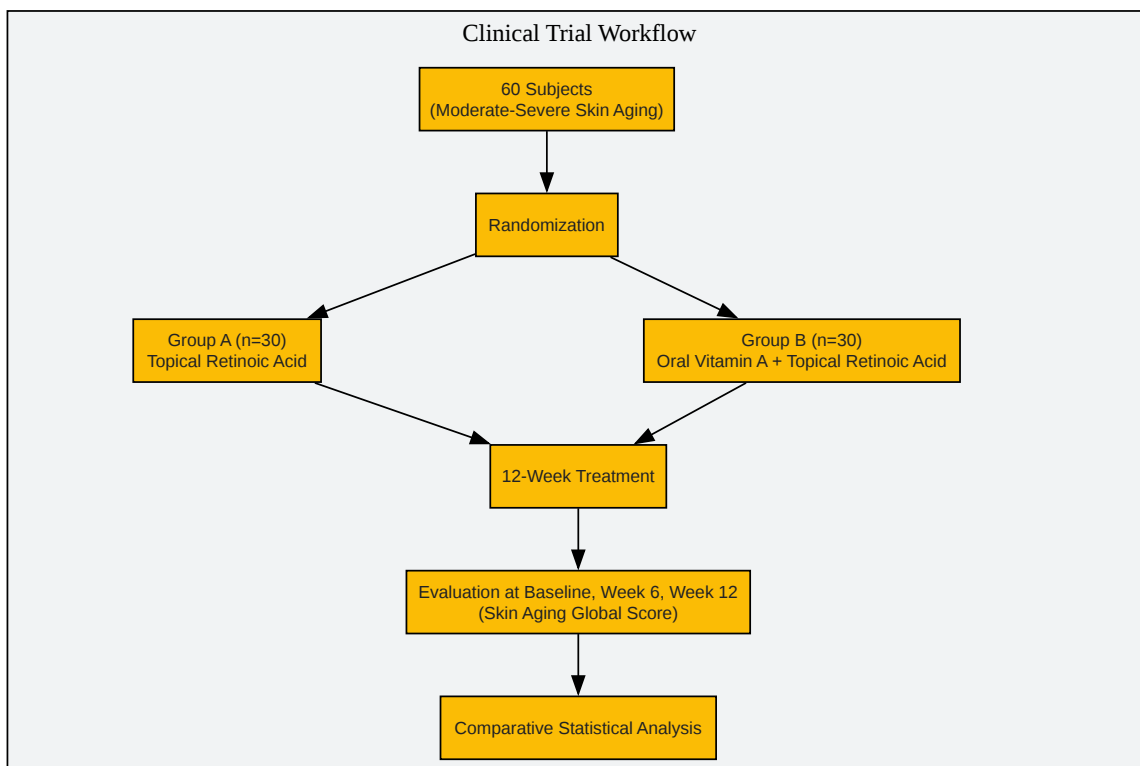 Clinical Trial Workflow
60 Subjects
(Moderate-Severe Skin Aging)
Randomization
Group A (n=30)
Topical Retinoic Acid
Group B (n=30)
Oral Vitamin A + Topical Retinoic Acid
12-Week Treatment
Evaluation at Baseline, Week 6, Week 12
(Skin Aging Global Score)
Comparative Statistical Analysis